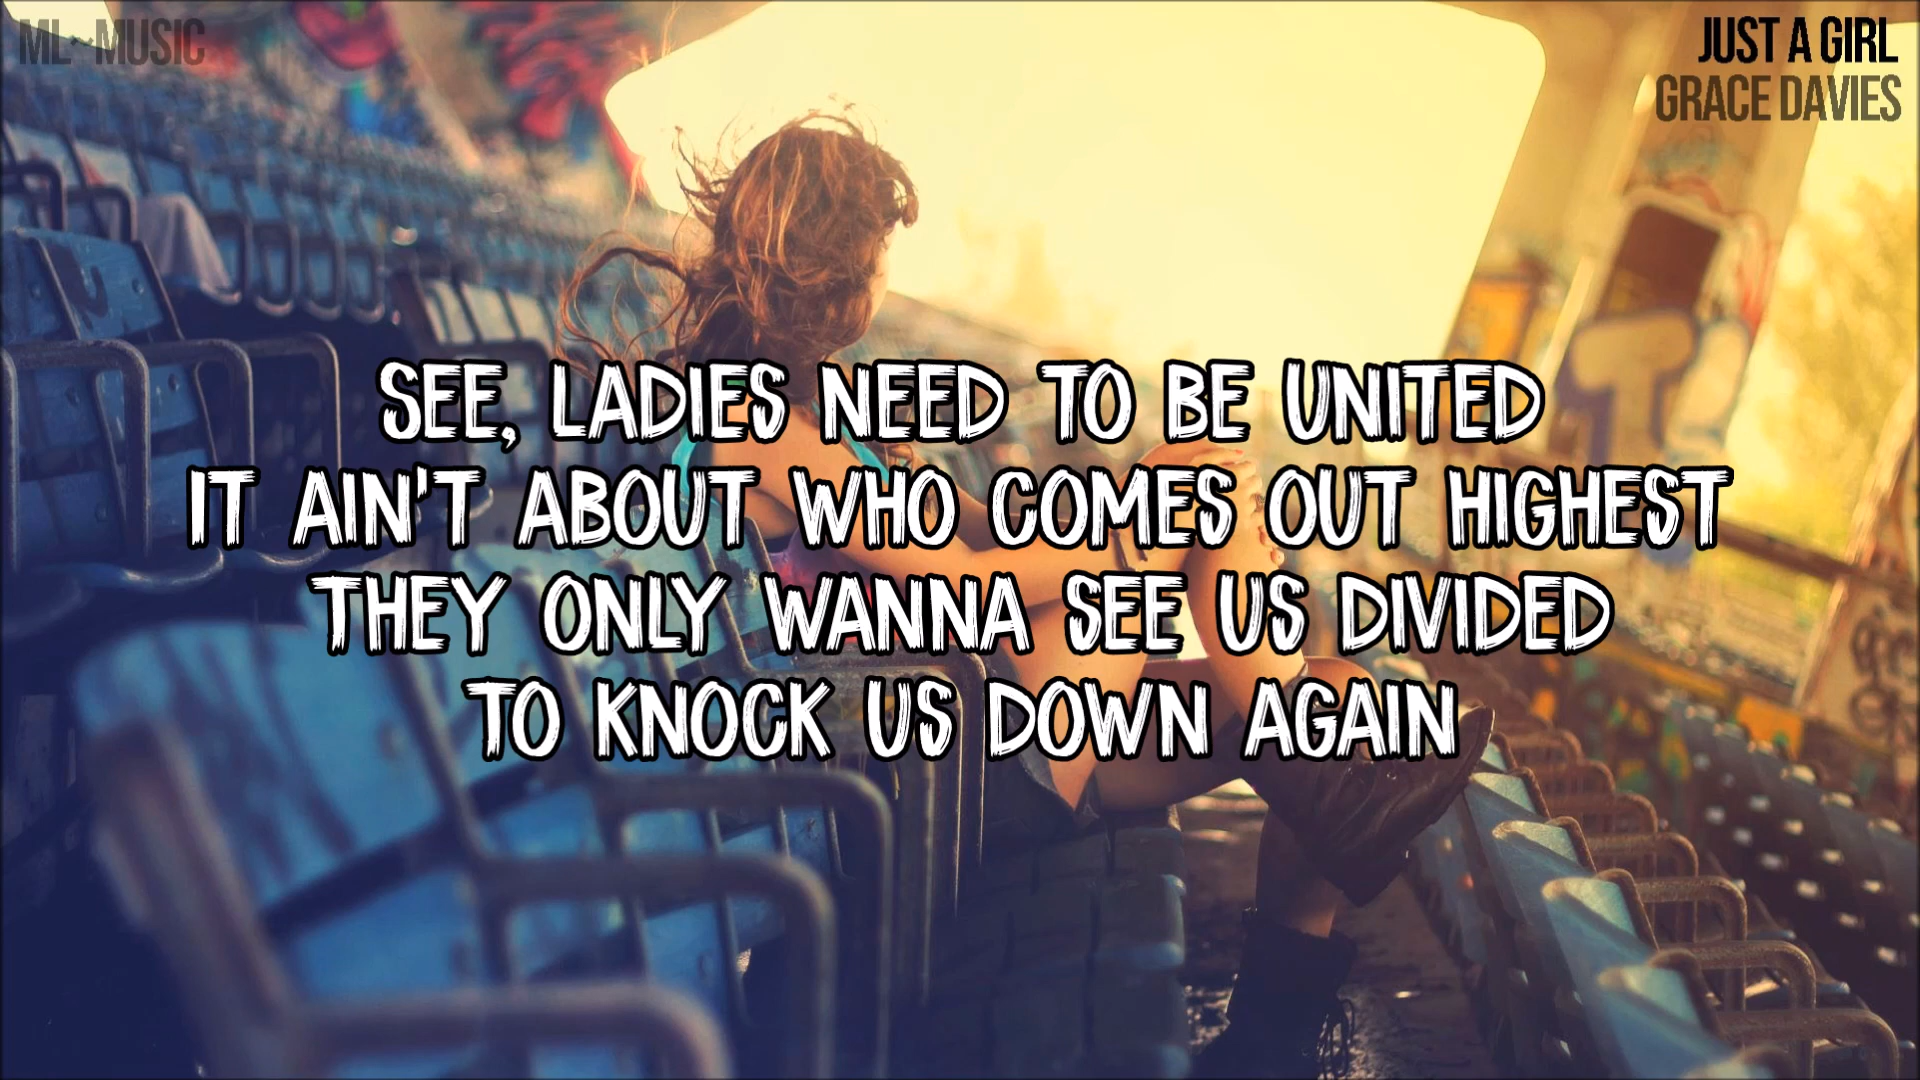 ML~MUSIC
JUST A GIRL
GRACE DAVIES
SEE, LADIES NEED TO BE UNITED
IT AIN'T ABOUT WHO COMES OUT HIGHEST
THEY ONLY WANNA SEE US DIVIDED
TO KNOCK US DOWN AGAIN